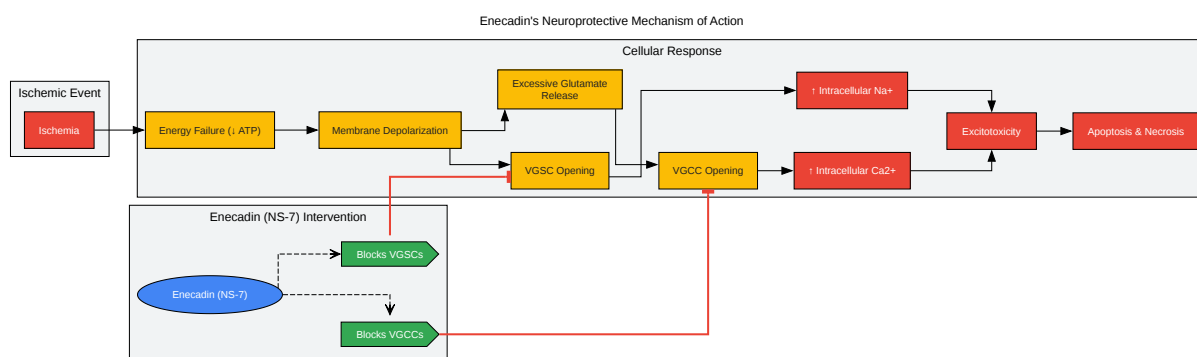 Enecadin's Neuroprotective Mechanism of Action
Cellular Response
Ischemic Event
Ischemia
Energy Failure (↓ ATP)
Membrane Depolarization
Excessive Glutamate
Release
VGSC Opening
VGCC Opening
↑ Intracellular Na+
↑ Intracellular Ca2+
Excitotoxicity
Apoptosis & Necrosis
Enecadin (NS-7) Intervention
Enecadin (NS-7)
Blocks VGSCs
Blocks VGCCs